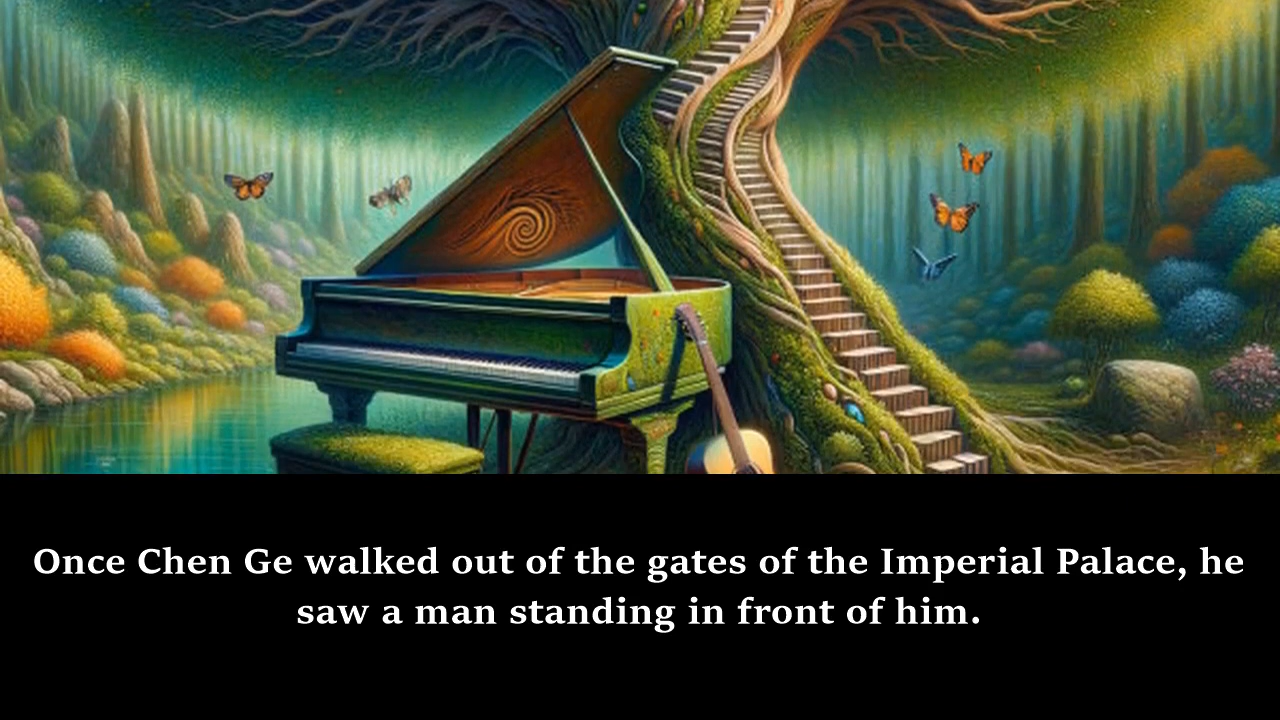 Once Chen Ge walked out of the gates of the Imperial Palace, he
saw a man standing in front of him.